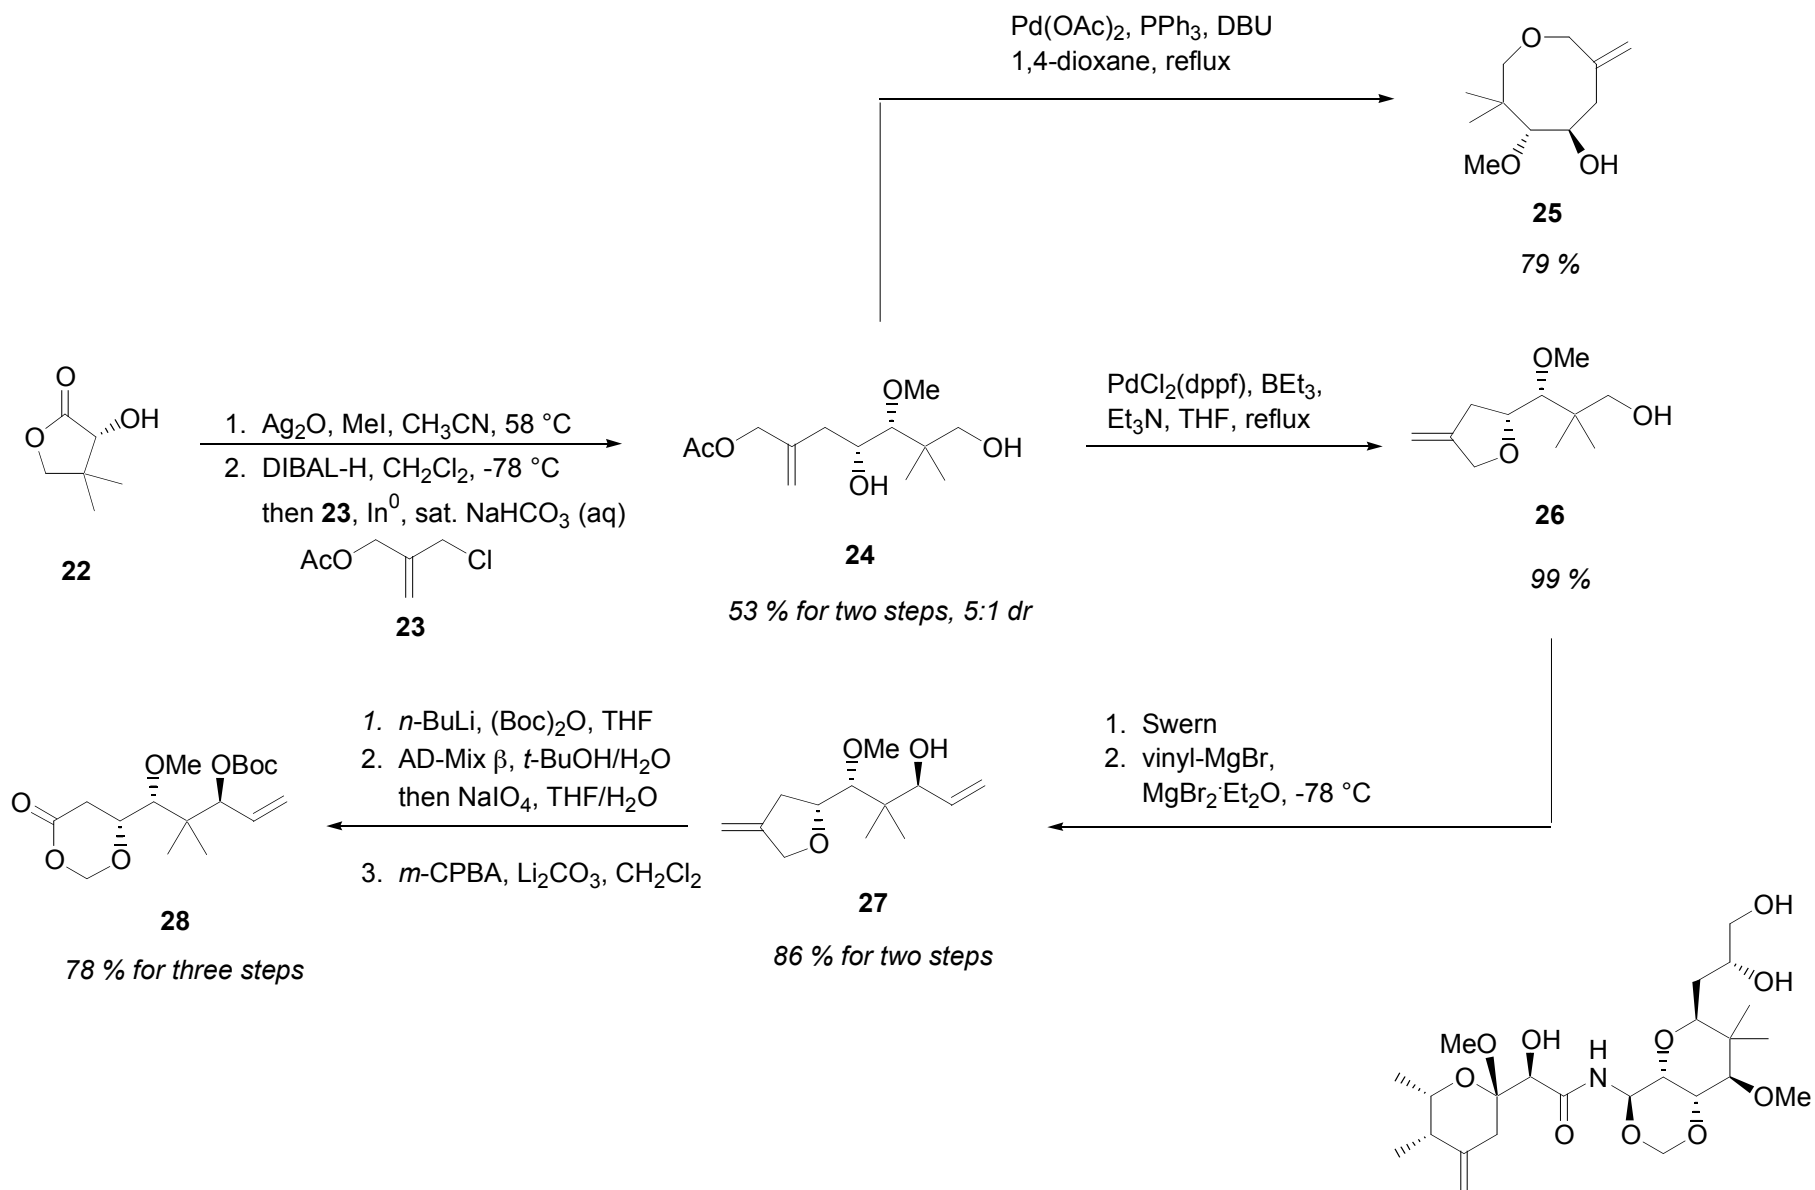 Pd(OAc)2, PPh3, DBU
1,4-dioxane, reflux
O
MeO
OH
25
79 %
O
O
OH
22
1. Ag2O, MeI, CH3CN, 58 °C
2. DIBAL-H, CH2Cl2, -78 °C
then 23, In0, sat. NaHCO3 (aq)
AcO
Cl
23
AcO
OMe
OH
OH
24
53 % for two steps, 5:1 dr
PdCl2(dppf), BEt3,
Et3N, THF, reflux
OMe
OH
O
26
99 %
1. Swern
2. vinyl-MgBr,
MgBr2·Et2O, -78 °C
OMe OH
O
27
86 % for two steps
1. n-BuLi, (Boc)2O, THF
2. AD-Mix β, t-BuOH/H2O
then NaIO4, THF/H2O
3. m-CPBA, Li2CO3, CH2Cl2
OMe OBoc
O
O
O
28
78 % for three steps
OH
OH
MeO
OH
H
N
O
O
O
OMe
O
O